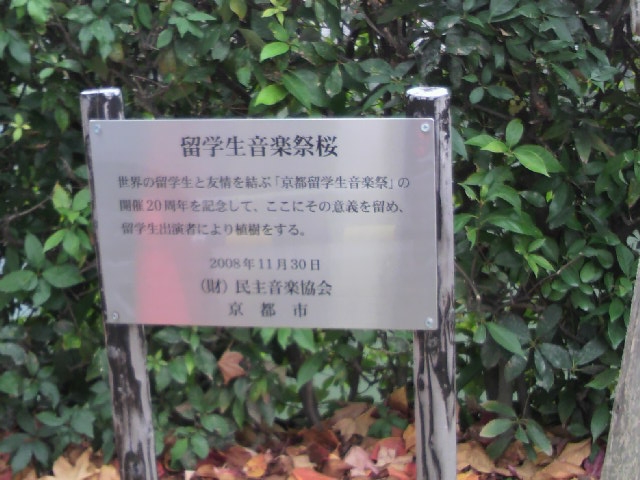 留学生音楽祭桜
世界の留学生と友情を結ぶ「京都留学生音楽祭」の
開催20周年を記念して、ここにその意義を留め、
留学生出演者により植樹をする。
2008年11月30日
（財）民主音楽協会
京都市